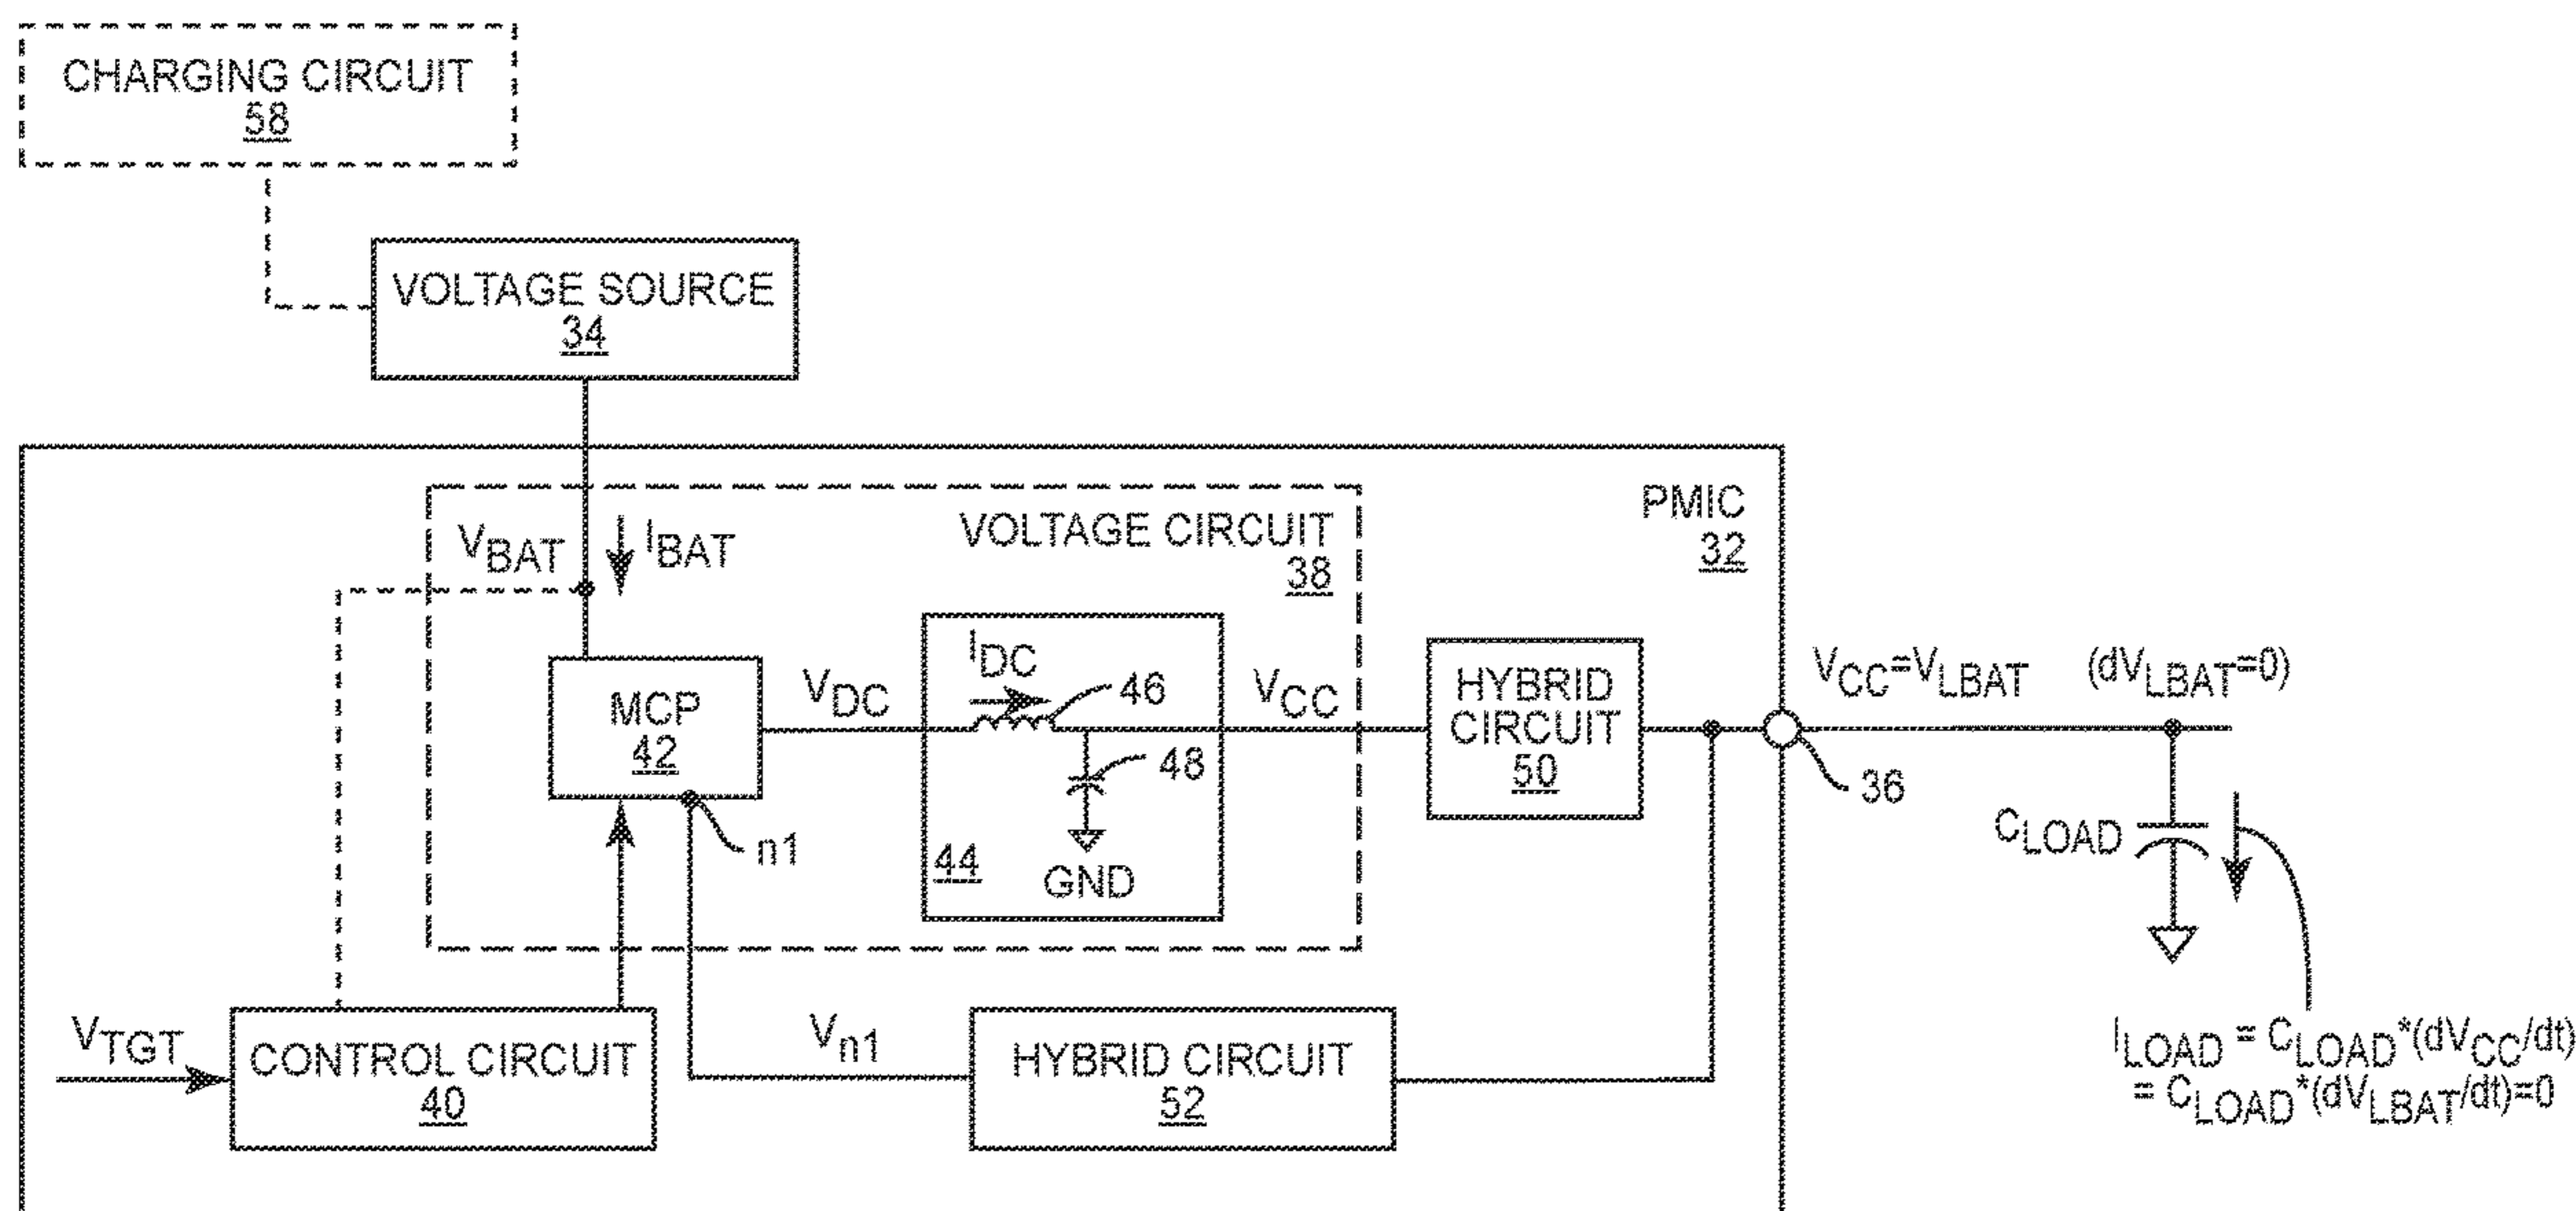 CHARGING CIRCUIT
58
VOLTAGE SOURCE
34
PMIC
32
VOLTAGE CIRCUIT
38
VBAT
IBAT
MCP
42
n1
VDC
IDC
46
48
GND
44
VCC
HYBRID
CIRCUIT
50
36
VCC=VLBAT (dVLBAT=0)
CLOAD
ILOAD = CLOAD*(dVCC/dt)
= CLOAD*(dVLBAT/dt)=0
VTGT
CONTROL CIRCUIT
40
Vn1
HYBRID CIRCUIT
52